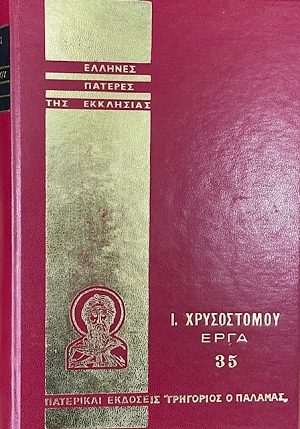 ΕΛΛΗΝΕΣ
ΠΑΤΕΡΕΣ
ΤΗΣ ΕΚΚΛΗΣΙΑΣ
Ι. ΧΡΥΣΟΣΤΟΜΟΥ
ΕΡΓΑ
35
ΠΑΤΕΡΙΚΑΙ ΕΚΔΟΣΕΙΣ "ΓΡΗΓΟΡΙΟΣ Ο ΠΑΛΑΜΑΣ"